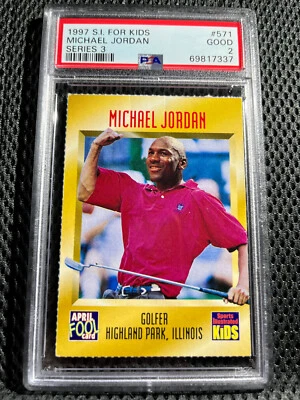 1997 S.I. FOR KIDS #571
MICHAEL JORDAN GOOD
SERIES 3 2
PSA 69817337
MICHAEL JORDAN
APRIL
FOOL
card
GOLFER
HIGHLAND PARK, ILLINOIS
Sports
Illustrated
KiDS